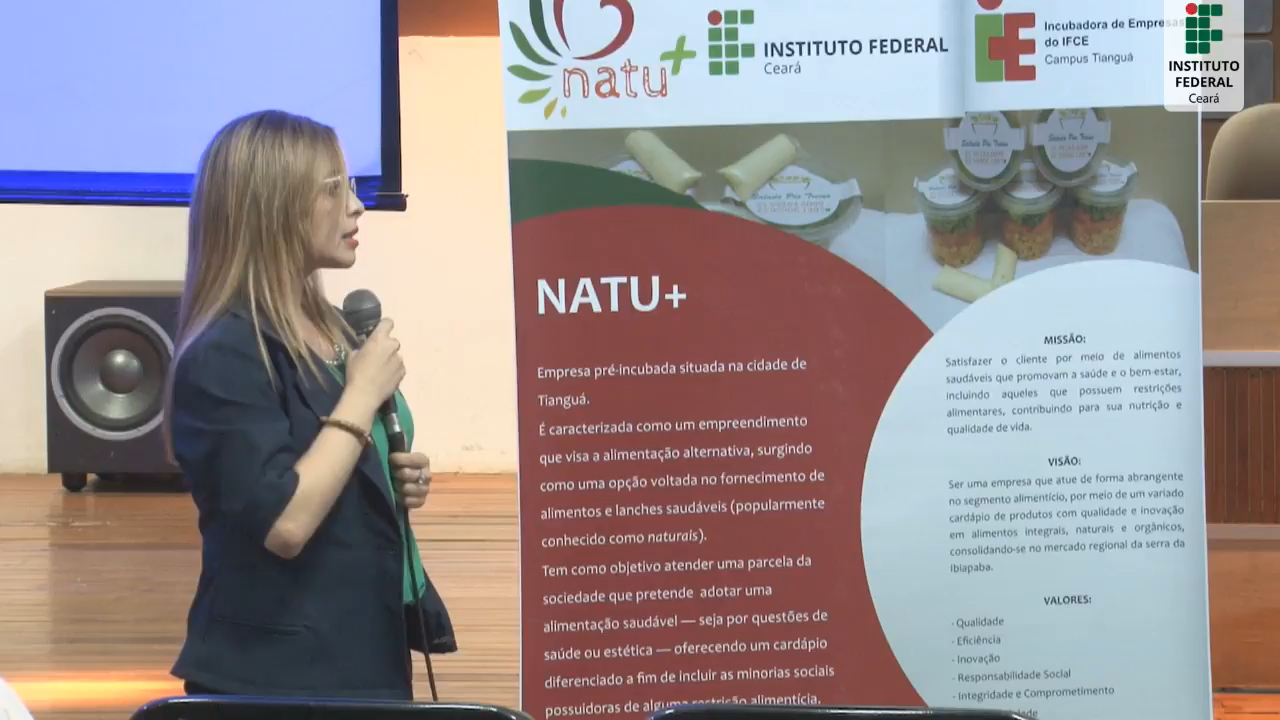 natu+
INSTITUTO FEDERAL
Ceará
Incubadora de Empresas
do IFCE
Campus Tianguá
INSTITUTO
FEDERAL
Ceará
NATU+
Empresa pré-incubada situada na cidade de
Tianguá.
É caracterizada como um empreendimento
que visa a alimentação alternativa, surgindo
como uma opção voltada no fornecimento de
alimentos e lanches saudáveis (popularmente
conhecido como naturais).
Tem como objetivo atender uma parcela da
sociedade que pretende adotar uma
alimentação saudável — seja por questões de
saúde ou estética — oferecendo um cardápio
diferenciado a fim de incluir as minorias sociais
possuidoras de alguma restrição alimentícia.
MISSÃO:
Satisfazer o cliente por meio de alimentos
saudáveis que promovam a saúde e o bem-estar,
incluindo aqueles que possuem restrições
alimentares, contribuindo para sua nutrição e
qualidade de vida.
VISÃO:
Ser uma empresa que atue de forma abrangente
no segmento alimentício, por meio de um variado
cardápio de produtos com qualidade e inovação
em alimentos integrais, naturais e orgânicos,
consolidando-se no mercado regional da serra da
Ibiapaba.
VALORES:
- Qualidade
- Eficiência
- Inovação
- Responsabilidade Social
- Integridade e Comprometimento